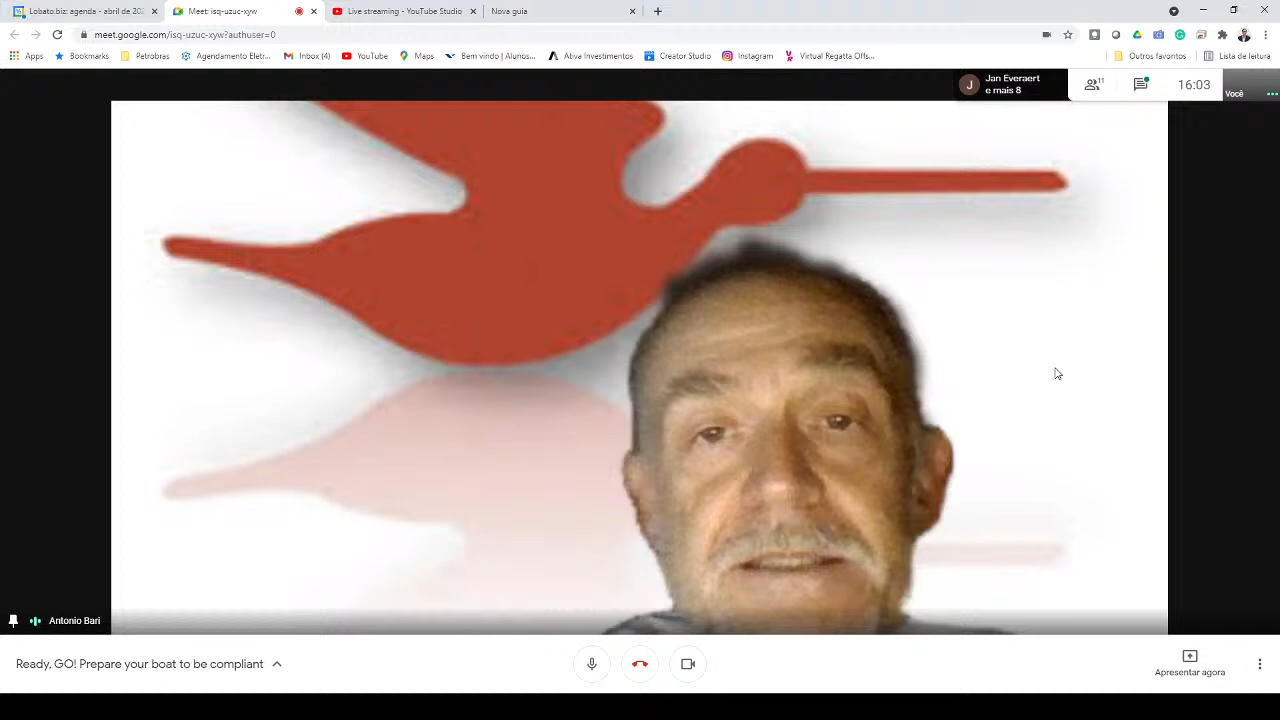 Lobato.biz: agenda - abril de 202
Meet: isq-uzuc-xyw
Live streaming - YouTube Studio
Nova guia
meet.google.com/isq-uzuc-xyw?authuser=0
Apps
Bookmarks
Petrobras
Agendamento Eletr...
Inbox (4)
YouTube
Maps
Bem vindo | Alunos...
Ativa Investimentos
Creator Studio
Instagram
Virtual Regatta Offs...
Outros favoritos
Lista de leitura
J
Jan Everaert
e mais 8
11
16:03
Você
Antonio Bari
Ready, GO! Prepare your boat to be compliant
Apresentar agora